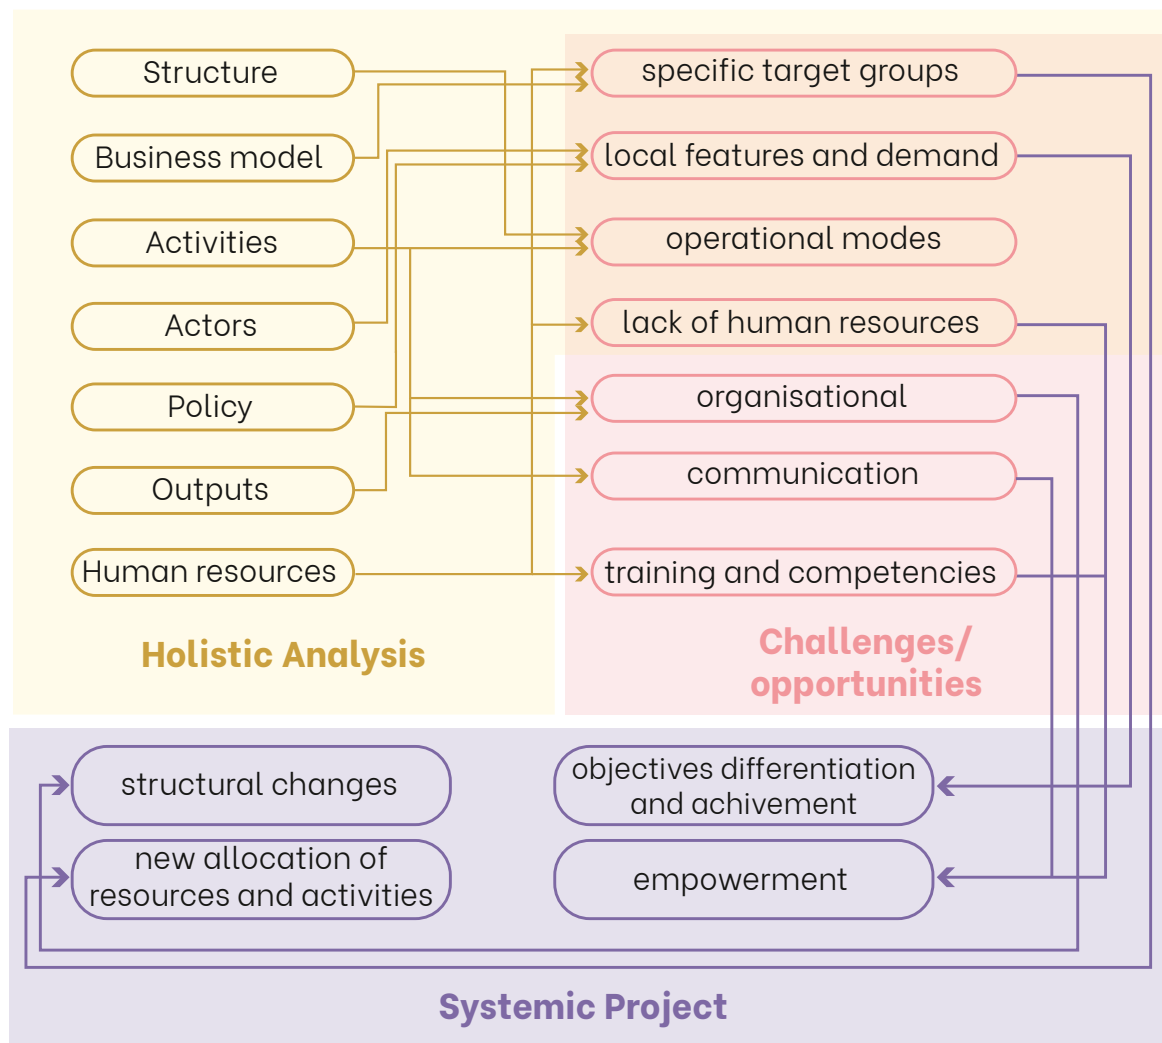 Structure
Business model
Activities
Actors
Policy
Outputs
Human resources
Holistic Analysis
specific target groups
local features and demand
operational modes
lack of human resources
organisational
communication
training and competencies
Challenges/
opportunities
structural changes
new allocation of
resources and activities
objectives differentiation
and achivement
empowerment
Systemic Project